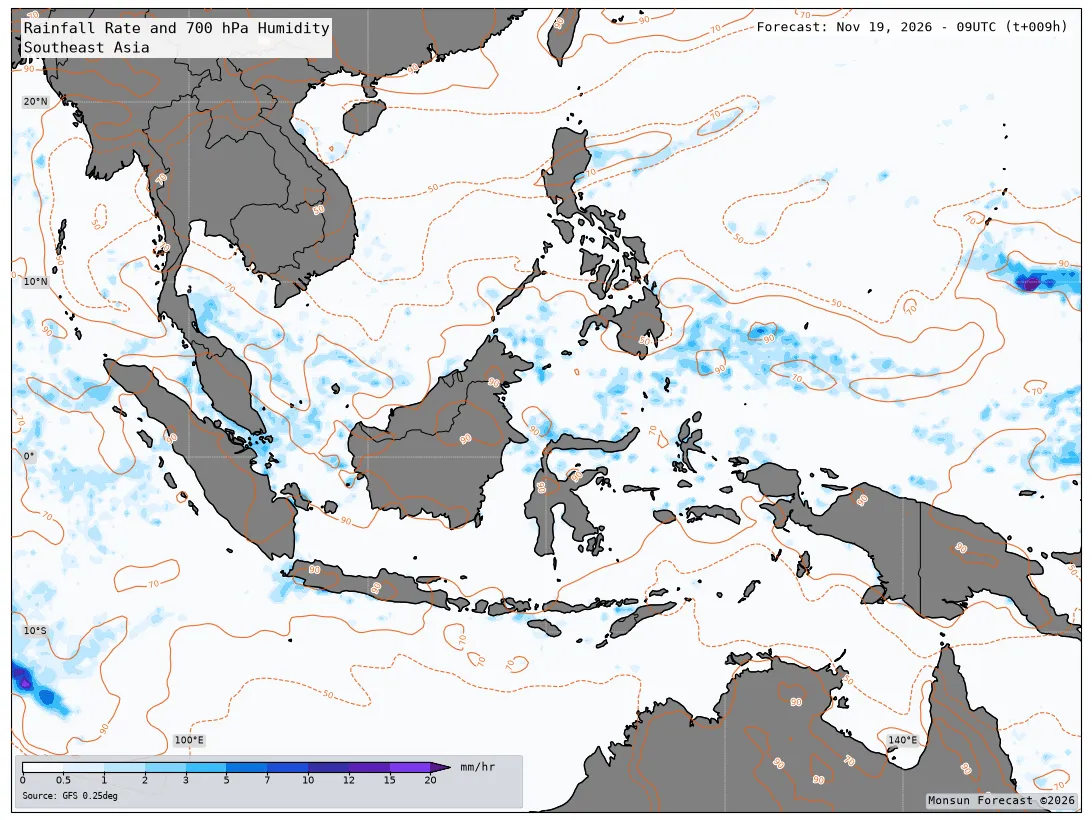 Rainfall Rate and 700 hPa Humidity
Southeast Asia
Forecast: Nov 19, 2026 - 09UTC (t+009h)
20°N
10°N
0°
10°S
100°E
140°E
0 0.5 1 2 3 5 7 10 12 15 20 mm/hr
Source: GFS 0.25deg
Monsun Forecast ©2026